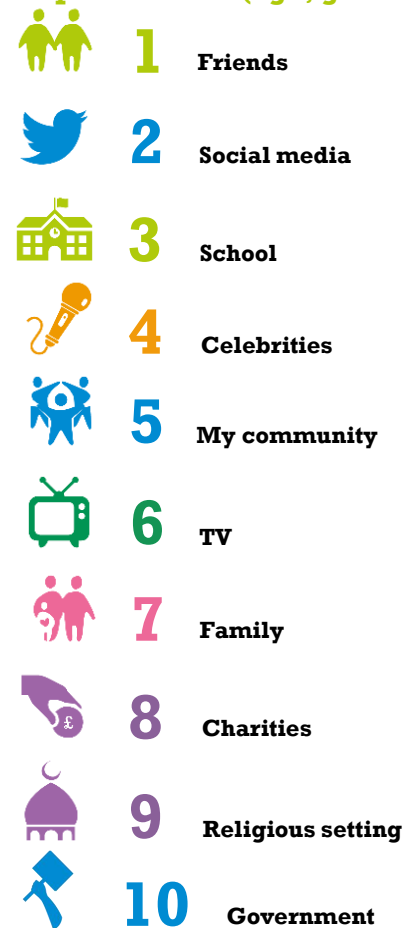 1 Friends
2 Social media
3 School
4 Celebrities
5 My community
6 TV
7 Family
£
8 Charities
9 Religious setting
10 Government